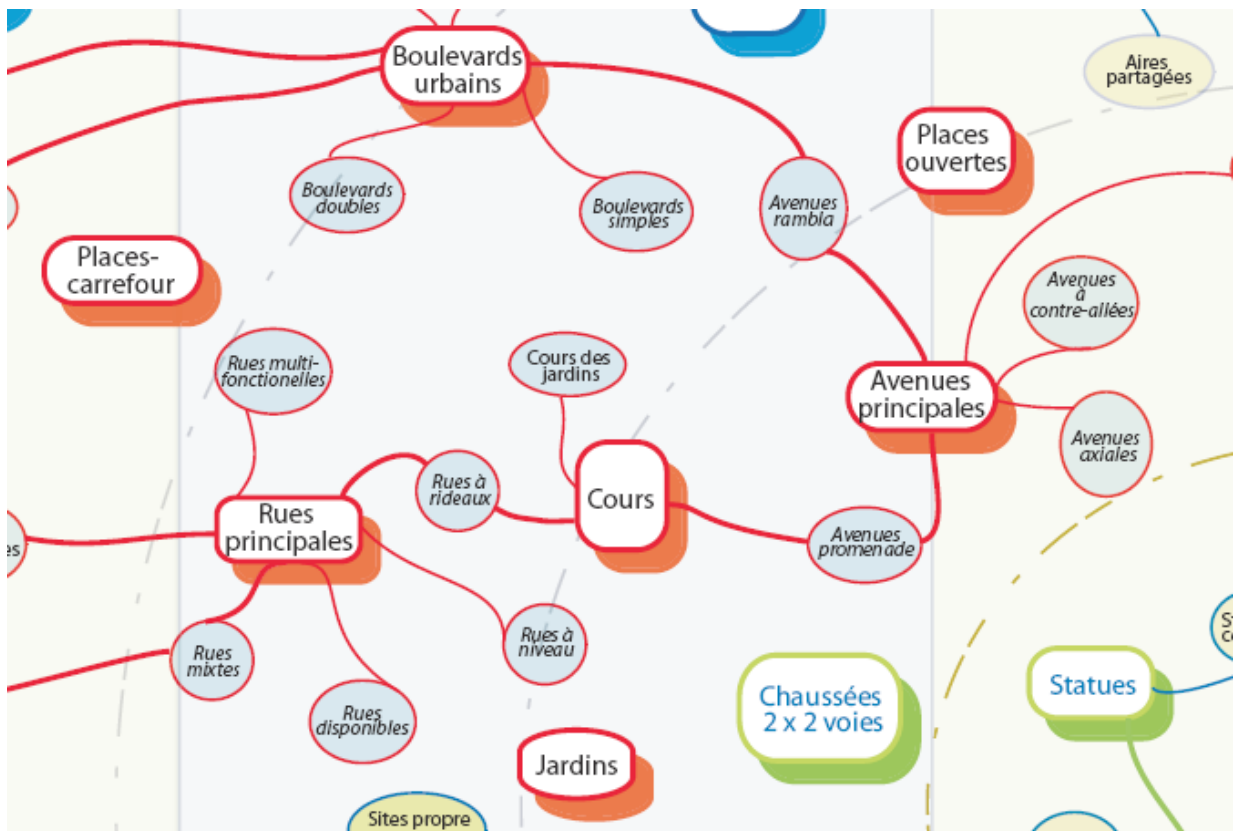 Boulevards
urbains
Aires
partagées
Places
ouvertes
Boulevards
doubles
Boulevards
simples
Avenues
rambla
Places-
carrefour
Avenues
à
contre-allées
Rues multi-
fonctionelles
Cours des
jardins
Avenues
principales
Avenues
axiales
Rues à
rideaux
Cours
Rues
principales
Avenues
promenade
Rues
mixtes
Rues à
niveau
Rues
disponibles
Chaussées
2 x 2 voies
Statues
Jardins
Sites propre